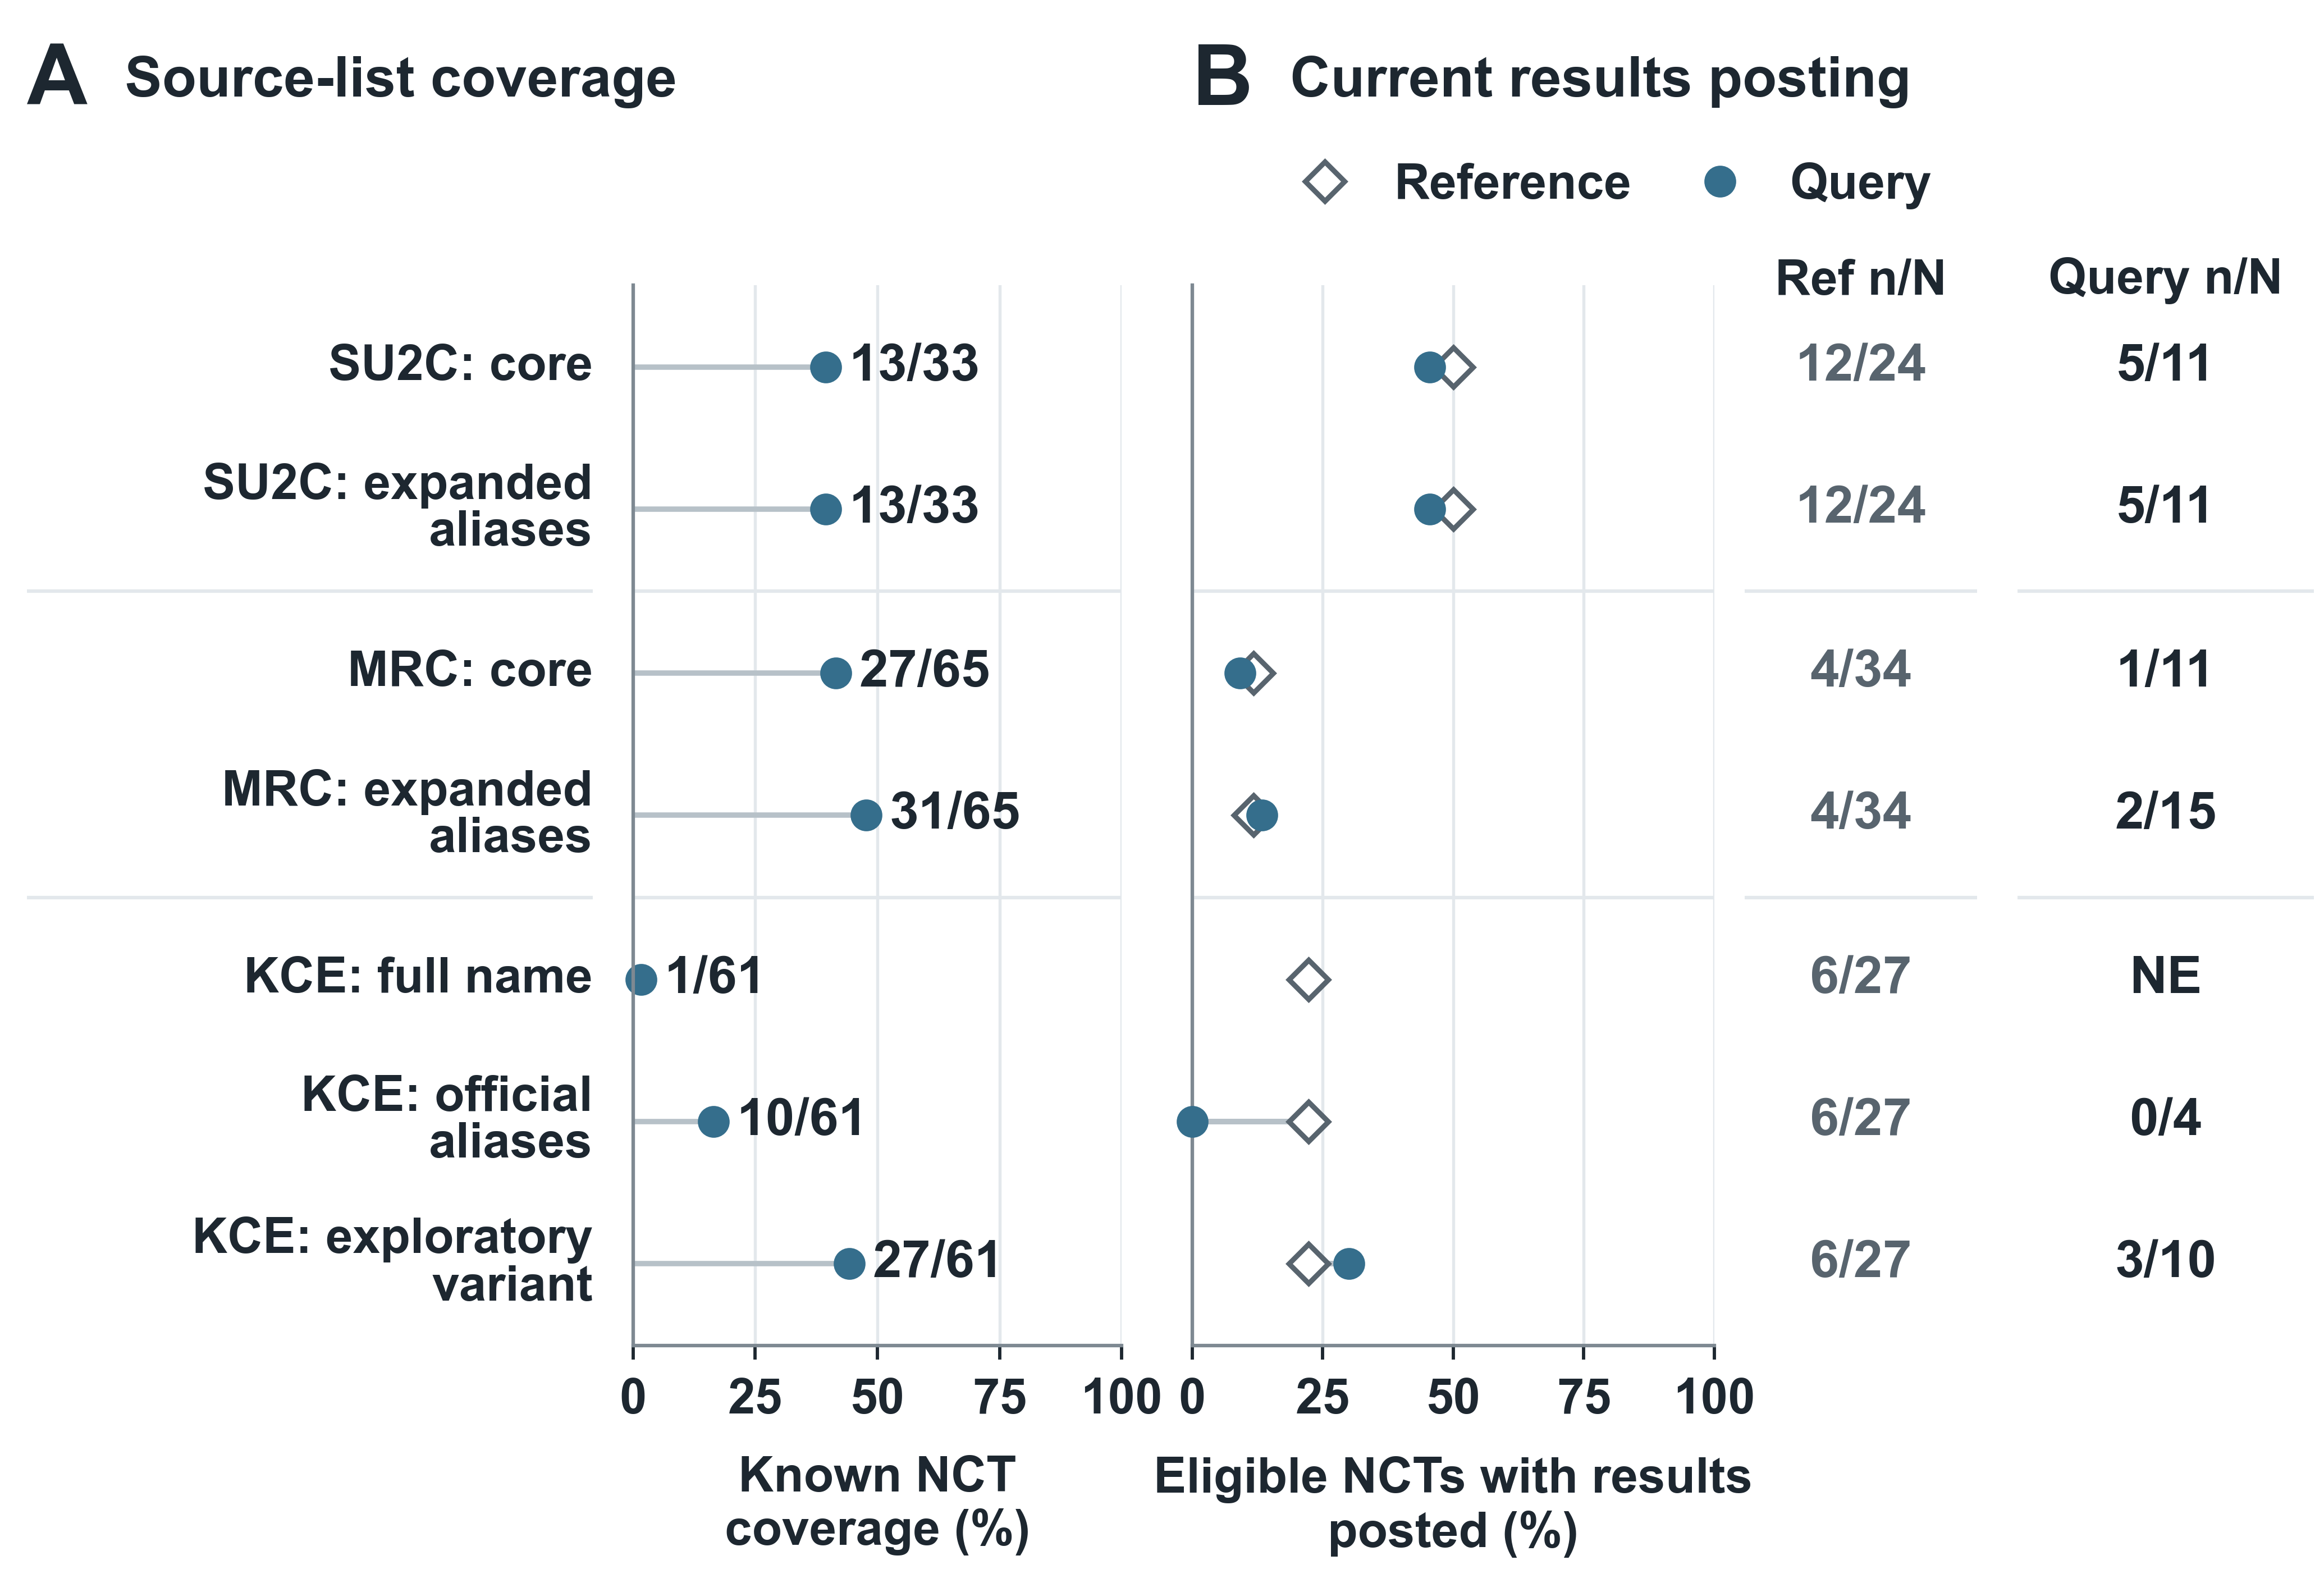 A Source-list coverage
B Current results posting
Reference Query
Ref n/N Query n/N
SU2C: core 13/33 12/24 5/11
SU2C: expanded
aliases
13/33 12/24 5/11
MRC: core 27/65 4/34 1/11
MRC: expanded
aliases
31/65 4/34 2/15
KCE: full name 1/61 6/27 NE
KCE: official
aliases
10/61 6/27 0/4
KCE: exploratory
variant
27/61 6/27 3/10
0 25 50 75 100 0 25 50 75 100
Known NCT
coverage (%)
Eligible NCTs with results
posted (%)